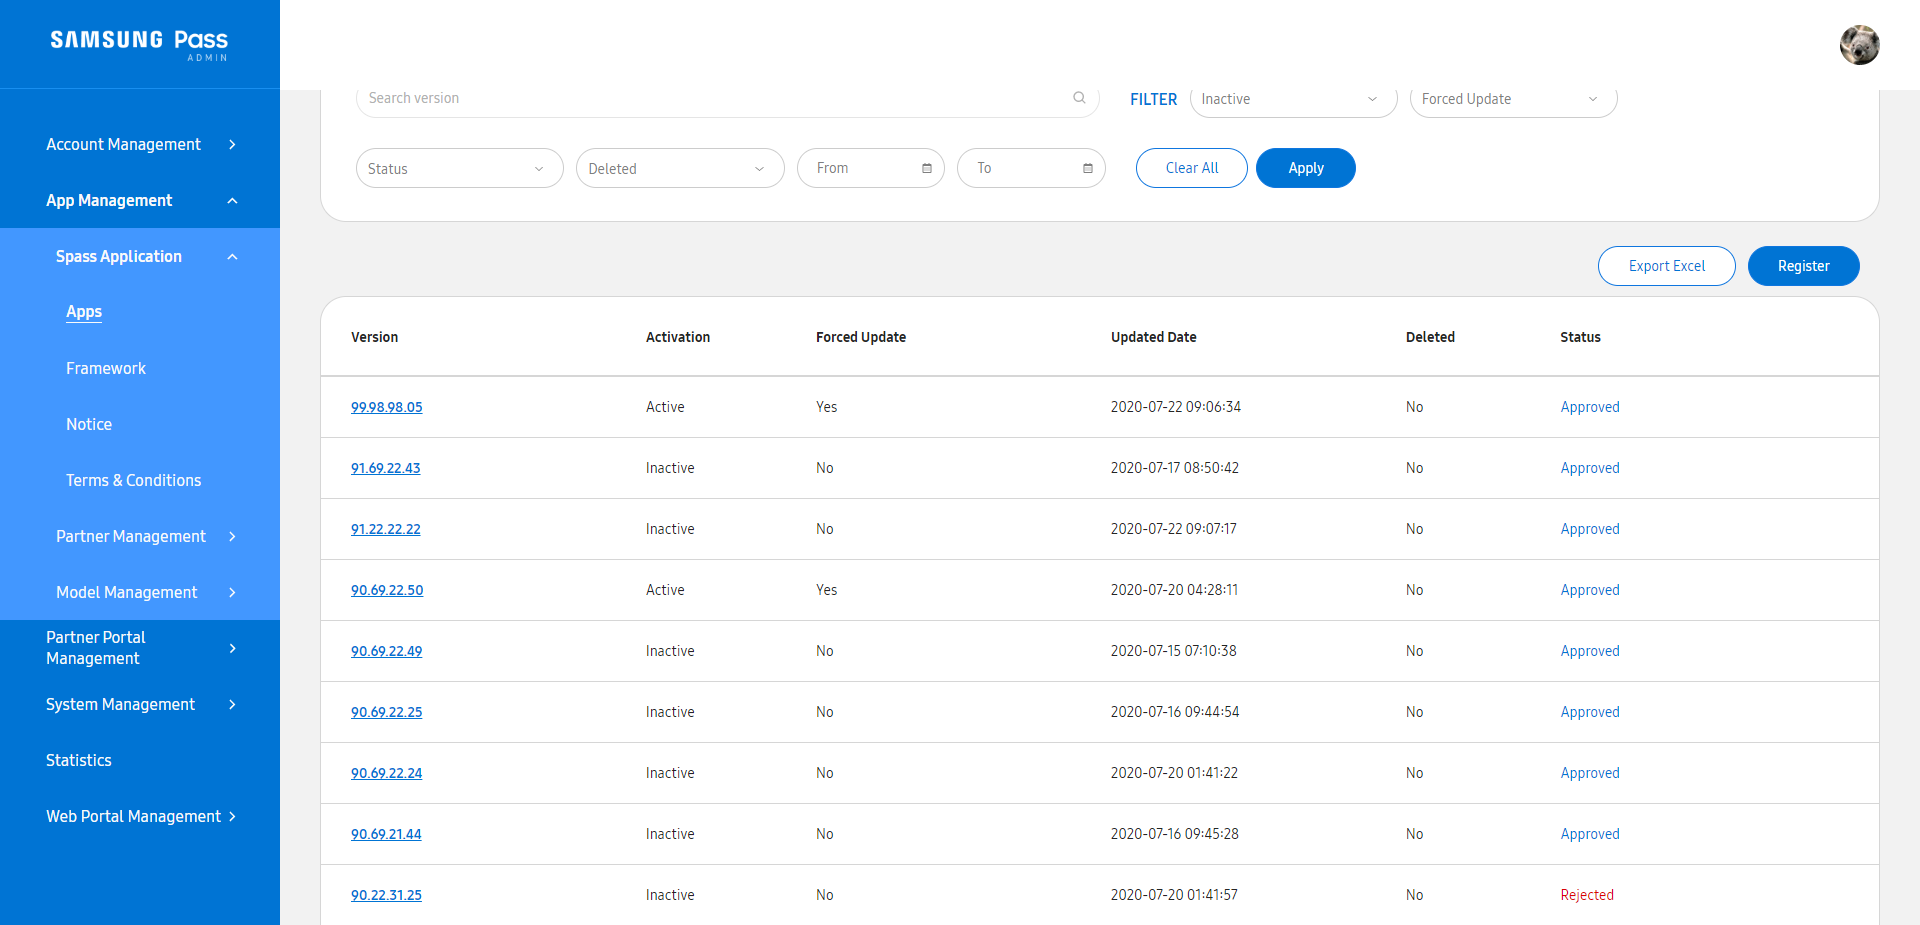 SAMSUNG Pass
ADMIN
Account Management
App Management
Spass Application
Apps
Framework
Notice
Terms & Conditions
Partner Management
Model Management
Partner Portal
Management
System Management
Statistics
Web Portal Management
Search version
FILTER
Inactive
Forced Update
Status
Deleted
From
To
Clear All
Apply
Export Excel
Register
Version Activation Forced Update Updated Date Deleted Status
99.98.98.05 Active Yes 2020-07-22 09:06:34 No Approved
91.69.22.43 Inactive No 2020-07-17 08:50:42 No Approved
91.22.22.22 Inactive No 2020-07-22 09:07:17 No Approved
90.69.22.50 Active Yes 2020-07-20 04:28:11 No Approved
90.69.22.49 Inactive No 2020-07-15 07:10:38 No Approved
90.69.22.25 Inactive No 2020-07-16 09:44:54 No Approved
90.69.22.24 Inactive No 2020-07-20 01:41:22 No Approved
90.69.21.44 Inactive No 2020-07-16 09:45:28 No Approved
90.22.31.25 Inactive No 2020-07-20 01:41:57 No Rejected